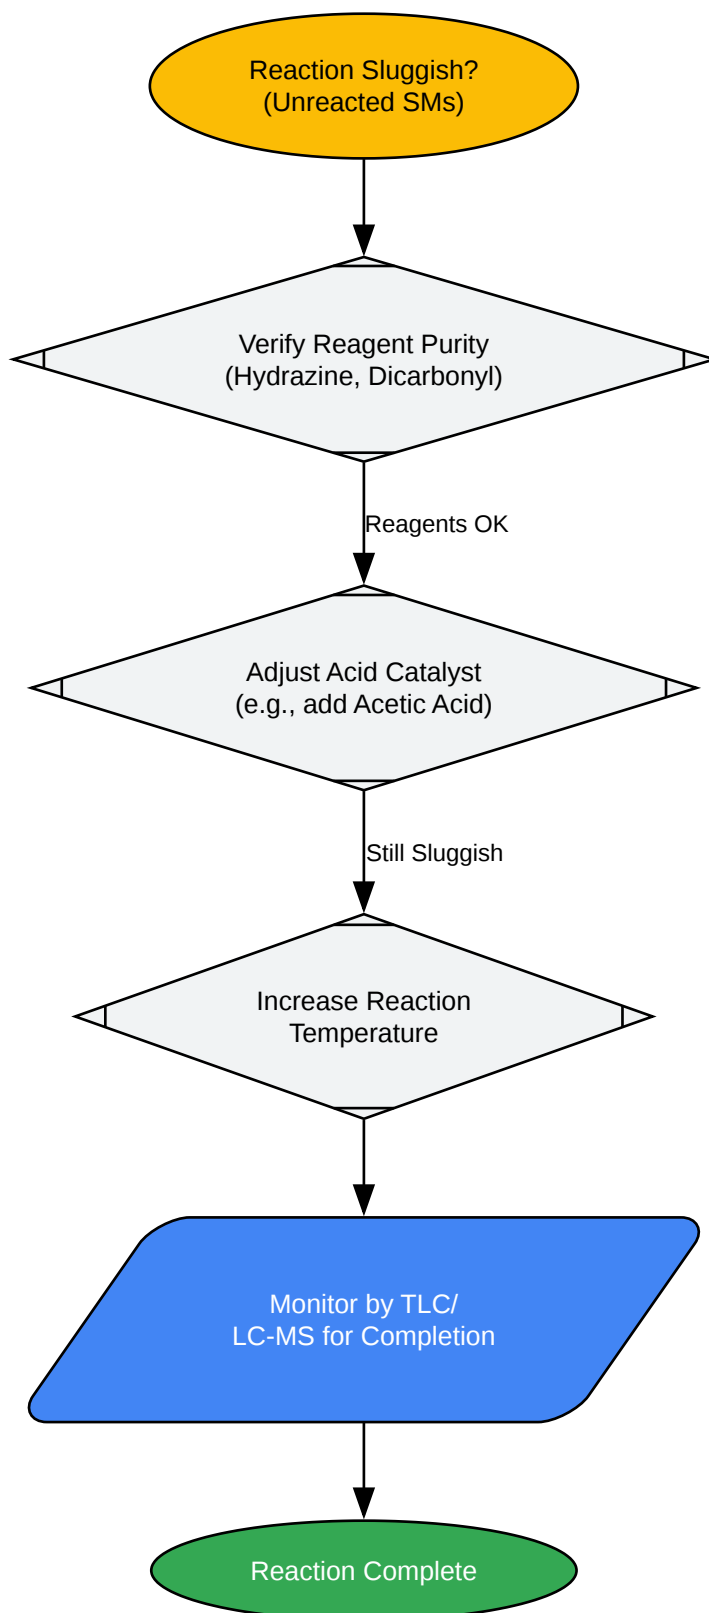 Reaction Sluggish?
(Unreacted SMs)
Verify Reagent Purity
(Hydrazine, Dicarbonyl)
Reagents OK
Adjust Acid Catalyst
(e.g., add Acetic Acid)
Still Sluggish
Increase Reaction
Temperature
Monitor by TLC/
LC-MS for Completion
Reaction Complete